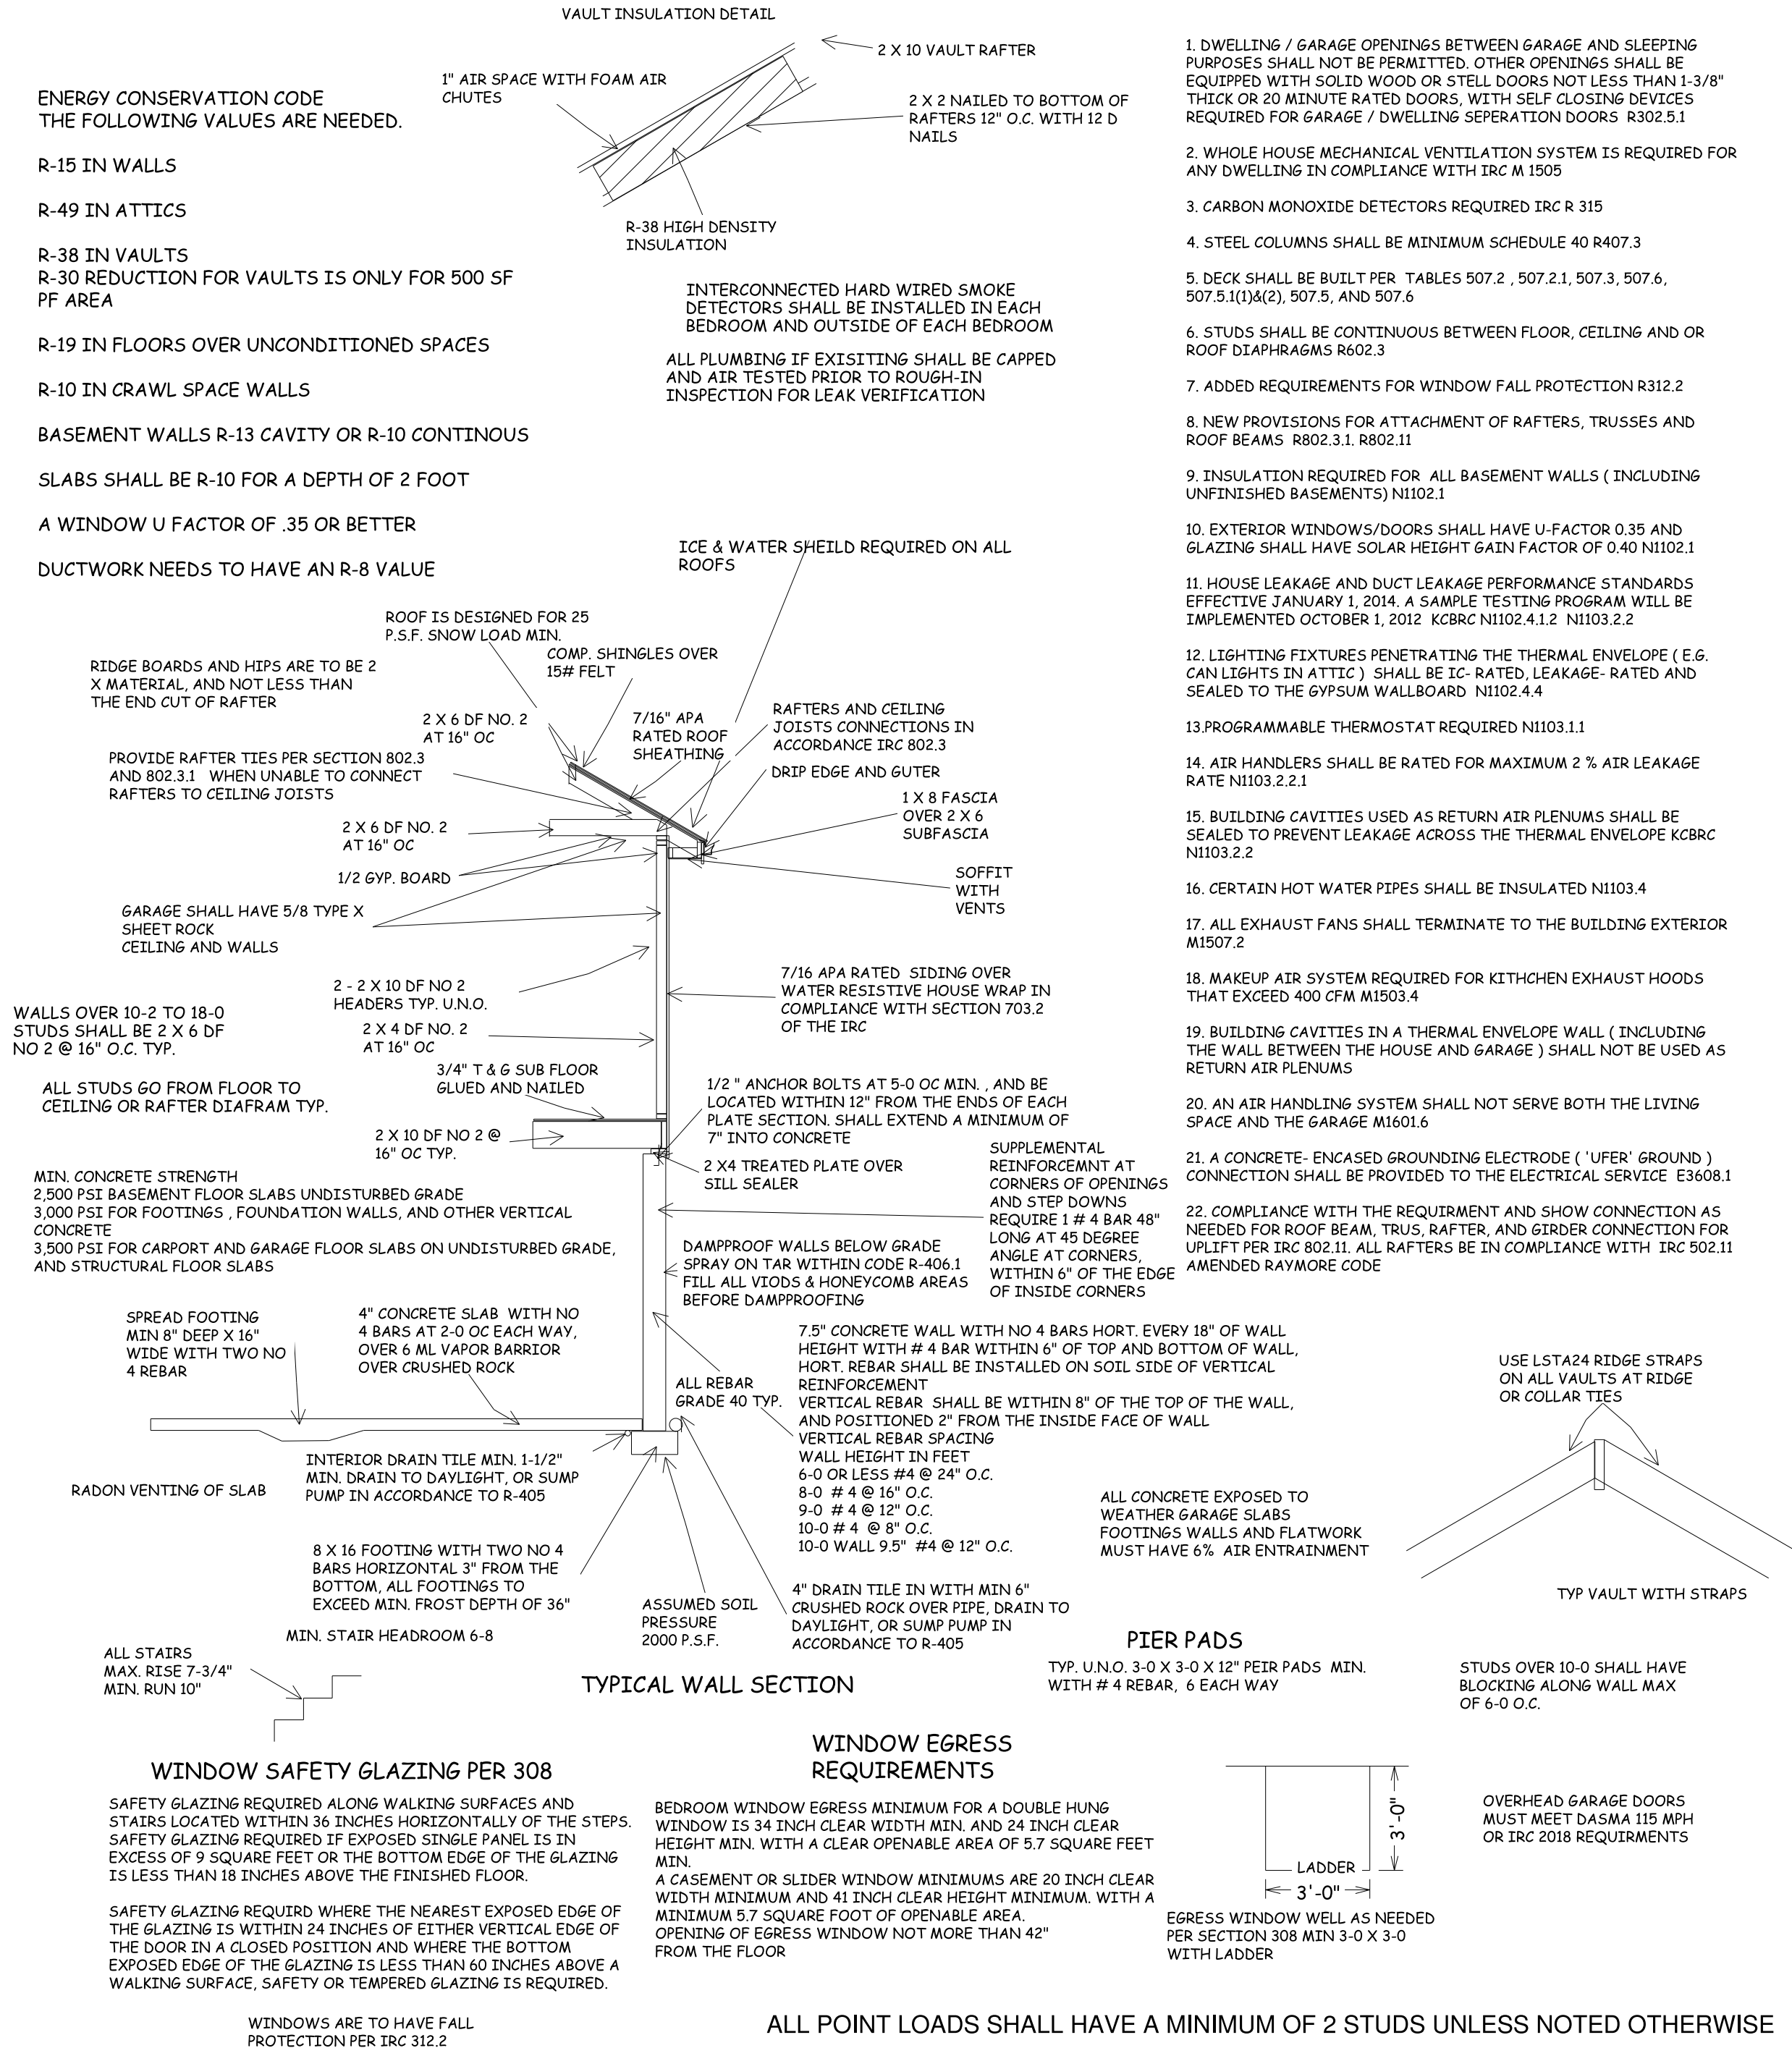 VAULT INSULATION DETAIL
2 X 10 VAULT RAFTER
1" AIR SPACE WITH FOAM AIR
CHUTES
2 X 2 NAILED TO BOTTOM OF
RAFTERS 12" O.C. WITH 12 D
NAILS
R-38 HIGH DENSITY
INSULATION
ENERGY CONSERVATION CODE
THE FOLLOWING VALUES ARE NEEDED.
R-15 IN WALLS
R-49 IN ATTICS
R-38 IN VAULTS
R-30 REDUCTION FOR VAULTS IS ONLY FOR 500 SF
PF AREA
R-19 IN FLOORS OVER UNCONDITIONED SPACES
R-10 IN CRAWL SPACE WALLS
BASEMENT WALLS R-13 CAVITY OR R-10 CONTINOUS
SLABS SHALL BE R-10 FOR A DEPTH OF 2 FOOT
A WINDOW U FACTOR OF .35 OR BETTER
DUCTWORK NEEDS TO HAVE AN R-8 VALUE
INTERCONNECTED HARD WIRED SMOKE
DETECTORS SHALL BE INSTALLED IN EACH
BEDROOM AND OUTSIDE OF EACH BEDROOM
ALL PLUMBING IF EXISITING SHALL BE CAPPED
AND AIR TESTED PRIOR TO ROUGH-IN
INSPECTION FOR LEAK VERIFICATION
1. DWELLING / GARAGE OPENINGS BETWEEN GARAGE AND SLEEPING
PURPOSES SHALL NOT BE PERMITTED. OTHER OPENINGS SHALL BE
EQUIPPED WITH SOLID WOOD OR STELL DOORS NOT LESS THAN 1-3/8"
THICK OR 20 MINUTE RATED DOORS, WITH SELF CLOSING DEVICES
REQUIRED FOR GARAGE / DWELLING SEPERATION DOORS R302.5.1
2. WHOLE HOUSE MECHANICAL VENTILATION SYSTEM IS REQUIRED FOR
ANY DWELLING IN COMPLIANCE WITH IRC M 1505
3. CARBON MONOXIDE DETECTORS REQUIRED IRC R 315
4. STEEL COLUMNS SHALL BE MINIMUM SCHEDULE 40 R407.3
5. DECK SHALL BE BUILT PER TABLES 507.2 , 507.2.1, 507.3, 507.6,
507.5.1(1)&(2), 507.5, AND 507.6
6. STUDS SHALL BE CONTINUOUS BETWEEN FLOOR, CEILING AND OR
ROOF DIAPHRAGMS R602.3
7. ADDED REQUIREMENTS FOR WINDOW FALL PROTECTION R312.2
8. NEW PROVISIONS FOR ATTACHMENT OF RAFTERS, TRUSSES AND
ROOF BEAMS R802.3.1. R802.11
9. INSULATION REQUIRED FOR ALL BASEMENT WALLS ( INCLUDING
UNFINISHED BASEMENTS) N1102.1
10. EXTERIOR WINDOWS/DOORS SHALL HAVE U-FACTOR 0.35 AND
GLAZING SHALL HAVE SOLAR HEIGHT GAIN FACTOR OF 0.40 N1102.1
11. HOUSE LEAKAGE AND DUCT LEAKAGE PERFORMANCE STANDARDS
EFFECTIVE JANUARY 1, 2014. A SAMPLE TESTING PROGRAM WILL BE
IMPLEMENTED OCTOBER 1, 2012 KCBRC N1102.4.1.2 N1103.2.2
12. LIGHTING FIXTURES PENETRATING THE THERMAL ENVELOPE ( E.G.
CAN LIGHTS IN ATTIC ) SHALL BE IC- RATED, LEAKAGE- RATED AND
SEALED TO THE GYPSUM WALLBOARD N1102.4.4
13.PROGRAMMABLE THERMOSTAT REQUIRED N1103.1.1
14. AIR HANDLERS SHALL BE RATED FOR MAXIMUM 2 % AIR LEAKAGE
RATE N1103.2.2.1
15. BUILDING CAVITIES USED AS RETURN AIR PLENUMS SHALL BE
SEALED TO PREVENT LEAKAGE ACROSS THE THERMAL ENVELOPE KCBRC
N1103.2.2
16. CERTAIN HOT WATER PIPES SHALL BE INSULATED N1103.4
17. ALL EXHAUST FANS SHALL TERMINATE TO THE BUILDING EXTERIOR
M1507.2
18. MAKEUP AIR SYSTEM REQUIRED FOR KITHCHEN EXHAUST HOODS
THAT EXCEED 400 CFM M1503.4
19. BUILDING CAVITIES IN A THERMAL ENVELOPE WALL ( INCLUDING
THE WALL BETWEEN THE HOUSE AND GARAGE ) SHALL NOT BE USED AS
RETURN AIR PLENUMS
20. AN AIR HANDLING SYSTEM SHALL NOT SERVE BOTH THE LIVING
SPACE AND THE GARAGE M1601.6
21. A CONCRETE- ENCASED GROUNDING ELECTRODE ( 'UFER' GROUND )
CONNECTION SHALL BE PROVIDED TO THE ELECTRICAL SERVICE E3608.1
22. COMPLIANCE WITH THE REQUIRMENT AND SHOW CONNECTION AS
NEEDED FOR ROOF BEAM, TRUS, RAFTER, AND GIRDER CONNECTION FOR
UPLIFT PER IRC 802.11. ALL RAFTERS BE IN COMPLIANCE WITH IRC 502.11
AMENDED RAYMORE CODE
ICE & WATER SHEILD REQUIRED ON ALL
ROOFS
ROOF IS DESIGNED FOR 25
P.S.F. SNOW LOAD MIN.
COMP. SHINGLES OVER
15# FELT
RIDGE BOARDS AND HIPS ARE TO BE 2
X MATERIAL, AND NOT LESS THAN
THE END CUT OF RAFTER
2 X 6 DF NO. 2
AT 16" OC
7/16" APA
RATED ROOF
SHEATHING
RAFTERS AND CEILING
JOISTS CONNECTIONS IN
ACCORDANCE IRC 802.3
PROVIDE RAFTER TIES PER SECTION 802.3
AND 802.3.1 WHEN UNABLE TO CONNECT
RAFTERS TO CEILING JOISTS
DRIP EDGE AND GUTER
1 X 8 FASCIA
OVER 2 X 6
SUBFASCIA
2 X 6 DF NO. 2
AT 16" OC
1/2 GYP. BOARD
SOFFIT
WITH
VENTS
GARAGE SHALL HAVE 5/8 TYPE X
SHEET ROCK
CEILING AND WALLS
2 - 2 X 10 DF NO 2
HEADERS TYP. U.N.O.
7/16 APA RATED SIDING OVER
WATER RESISTIVE HOUSE WRAP IN
COMPLIANCE WITH SECTION 703.2
OF THE IRC
WALLS OVER 10-2 TO 18-0
STUDS SHALL BE 2 X 6 DF
NO 2 @ 16" O.C. TYP.
2 X 4 DF NO. 2
AT 16" OC
3/4" T & G SUB FLOOR
GLUED AND NAILED
ALL STUDS GO FROM FLOOR TO
CEILING OR RAFTER DIAFRAM TYP.
1/2 " ANCHOR BOLTS AT 5-0 OC MIN. , AND BE
LOCATED WITHIN 12" FROM THE ENDS OF EACH
PLATE SECTION. SHALL EXTEND A MINIMUM OF
7" INTO CONCRETE
2 X 10 DF NO 2 @
16" OC TYP.
2 X4 TREATED PLATE OVER
SILL SEALER
SUPPLEMENTAL
REINFORCEMNT AT
CORNERS OF OPENINGS
AND STEP DOWNS
REQUIRE 1 # 4 BAR 48"
LONG AT 45 DEGREE
ANGLE AT CORNERS,
WITHIN 6" OF THE EDGE
OF INSIDE CORNERS
MIN. CONCRETE STRENGTH
2,500 PSI BASEMENT FLOOR SLABS UNDISTURBED GRADE
3,000 PSI FOR FOOTINGS , FOUNDATION WALLS, AND OTHER VERTICAL
CONCRETE
3,500 PSI FOR CARPORT AND GARAGE FLOOR SLABS ON UNDISTURBED GRADE,
AND STRUCTURAL FLOOR SLABS
DAMPPROOF WALLS BELOW GRADE
SPRAY ON TAR WITHIN CODE R-406.1
FILL ALL VIODS & HONEYCOMB AREAS
BEFORE DAMPPROOFING
SPREAD FOOTING
MIN 8" DEEP X 16"
WIDE WITH TWO NO
4 REBAR
4" CONCRETE SLAB WITH NO
4 BARS AT 2-0 OC EACH WAY,
OVER 6 ML VAPOR BARRIOR
OVER CRUSHED ROCK
ALL REBAR
GRADE 40 TYP.
7.5" CONCRETE WALL WITH NO 4 BARS HORT. EVERY 18" OF WALL
HEIGHT WITH # 4 BAR WITHIN 6" OF TOP AND BOTTOM OF WALL,
HORT. REBAR SHALL BE INSTALLED ON SOIL SIDE OF VERTICAL
REINFORCEMENT
VERTICAL REBAR SHALL BE WITHIN 8" OF THE TOP OF THE WALL,
AND POSITIONED 2" FROM THE INSIDE FACE OF WALL
VERTICAL REBAR SPACING
WALL HEIGHT IN FEET
6-0 OR LESS #4 @ 24" O.C.
8-0 # 4 @ 16" O.C.
9-0 # 4 @ 12" O.C.
10-0 # 4 @ 8" O.C.
10-0 WALL 9.5" #4 @ 12" O.C.
USE LSTA24 RIDGE STRAPS
ON ALL VAULTS AT RIDGE
OR COLLAR TIES
INTERIOR DRAIN TILE MIN. 1-1/2"
MIN. DRAIN TO DAYLIGHT, OR SUMP
PUMP IN ACCORDANCE TO R-405
RADON VENTING OF SLAB
ALL CONCRETE EXPOSED TO
WEATHER GARAGE SLABS
FOOTINGS WALLS AND FLATWORK
MUST HAVE 6% AIR ENTRAINMENT
8 X 16 FOOTING WITH TWO NO 4
BARS HORIZONTAL 3" FROM THE
BOTTOM, ALL FOOTINGS TO
EXCEED MIN. FROST DEPTH OF 36"
ASSUMED SOIL
PRESSURE
2000 P.S.F.
4" DRAIN TILE IN WITH MIN 6"
CRUSHED ROCK OVER PIPE, DRAIN TO
DAYLIGHT, OR SUMP PUMP IN
ACCORDANCE TO R-405
TYP VAULT WITH STRAPS
MIN. STAIR HEADROOM 6-8
ALL STAIRS
MAX. RISE 7-3/4"
MIN. RUN 10"
TYPICAL WALL SECTION
PIER PADS
TYP. U.N.O. 3-0 X 3-0 X 12" PEIR PADS MIN.
WITH # 4 REBAR, 6 EACH WAY
STUDS OVER 10-0 SHALL HAVE
BLOCKING ALONG WALL MAX
OF 6-0 O.C.
WINDOW SAFETY GLAZING PER 308
SAFETY GLAZING REQUIRED ALONG WALKING SURFACES AND
STAIRS LOCATED WITHIN 36 INCHES HORIZONTALLY OF THE STEPS.
SAFETY GLAZING REQUIRED IF EXPOSED SINGLE PANEL IS IN
EXCESS OF 9 SQUARE FEET OR THE BOTTOM EDGE OF THE GLAZING
IS LESS THAN 18 INCHES ABOVE THE FINISHED FLOOR.
SAFETY GLAZING REQUIRD WHERE THE NEAREST EXPOSED EDGE OF
THE GLAZING IS WITHIN 24 INCHES OF EITHER VERTICAL EDGE OF
THE DOOR IN A CLOSED POSITION AND WHERE THE BOTTOM
EXPOSED EDGE OF THE GLAZING IS LESS THAN 60 INCHES ABOVE A
WALKING SURFACE, SAFETY OR TEMPERED GLAZING IS REQUIRED.
WINDOWS ARE TO HAVE FALL
PROTECTION PER IRC 312.2
WINDOW EGRESS
REQUIREMENTS
BEDROOM WINDOW EGRESS MINIMUM FOR A DOUBLE HUNG
WINDOW IS 34 INCH CLEAR WIDTH MIN. AND 24 INCH CLEAR
HEIGHT MIN. WITH A CLEAR OPENABLE AREA OF 5.7 SQUARE FEET
MIN.
A CASEMENT OR SLIDER WINDOW MINIMUMS ARE 20 INCH CLEAR
WIDTH MINIMUM AND 41 INCH CLEAR HEIGHT MINIMUM. WITH A
MINIMUM 5.7 SQUARE FOOT OF OPENABLE AREA.
OPENING OF EGRESS WINDOW NOT MORE THAN 42"
FROM THE FLOOR
3'-0"
LADDER
3'-0"
EGRESS WINDOW WELL AS NEEDED
PER SECTION 308 MIN 3-0 X 3-0
WITH LADDER
OVERHEAD GARAGE DOORS
MUST MEET DASMA 115 MPH
OR IRC 2018 REQUIRMENTS
ALL POINT LOADS SHALL HAVE A MINIMUM OF 2 STUDS UNLESS NOTED OTHERWISE